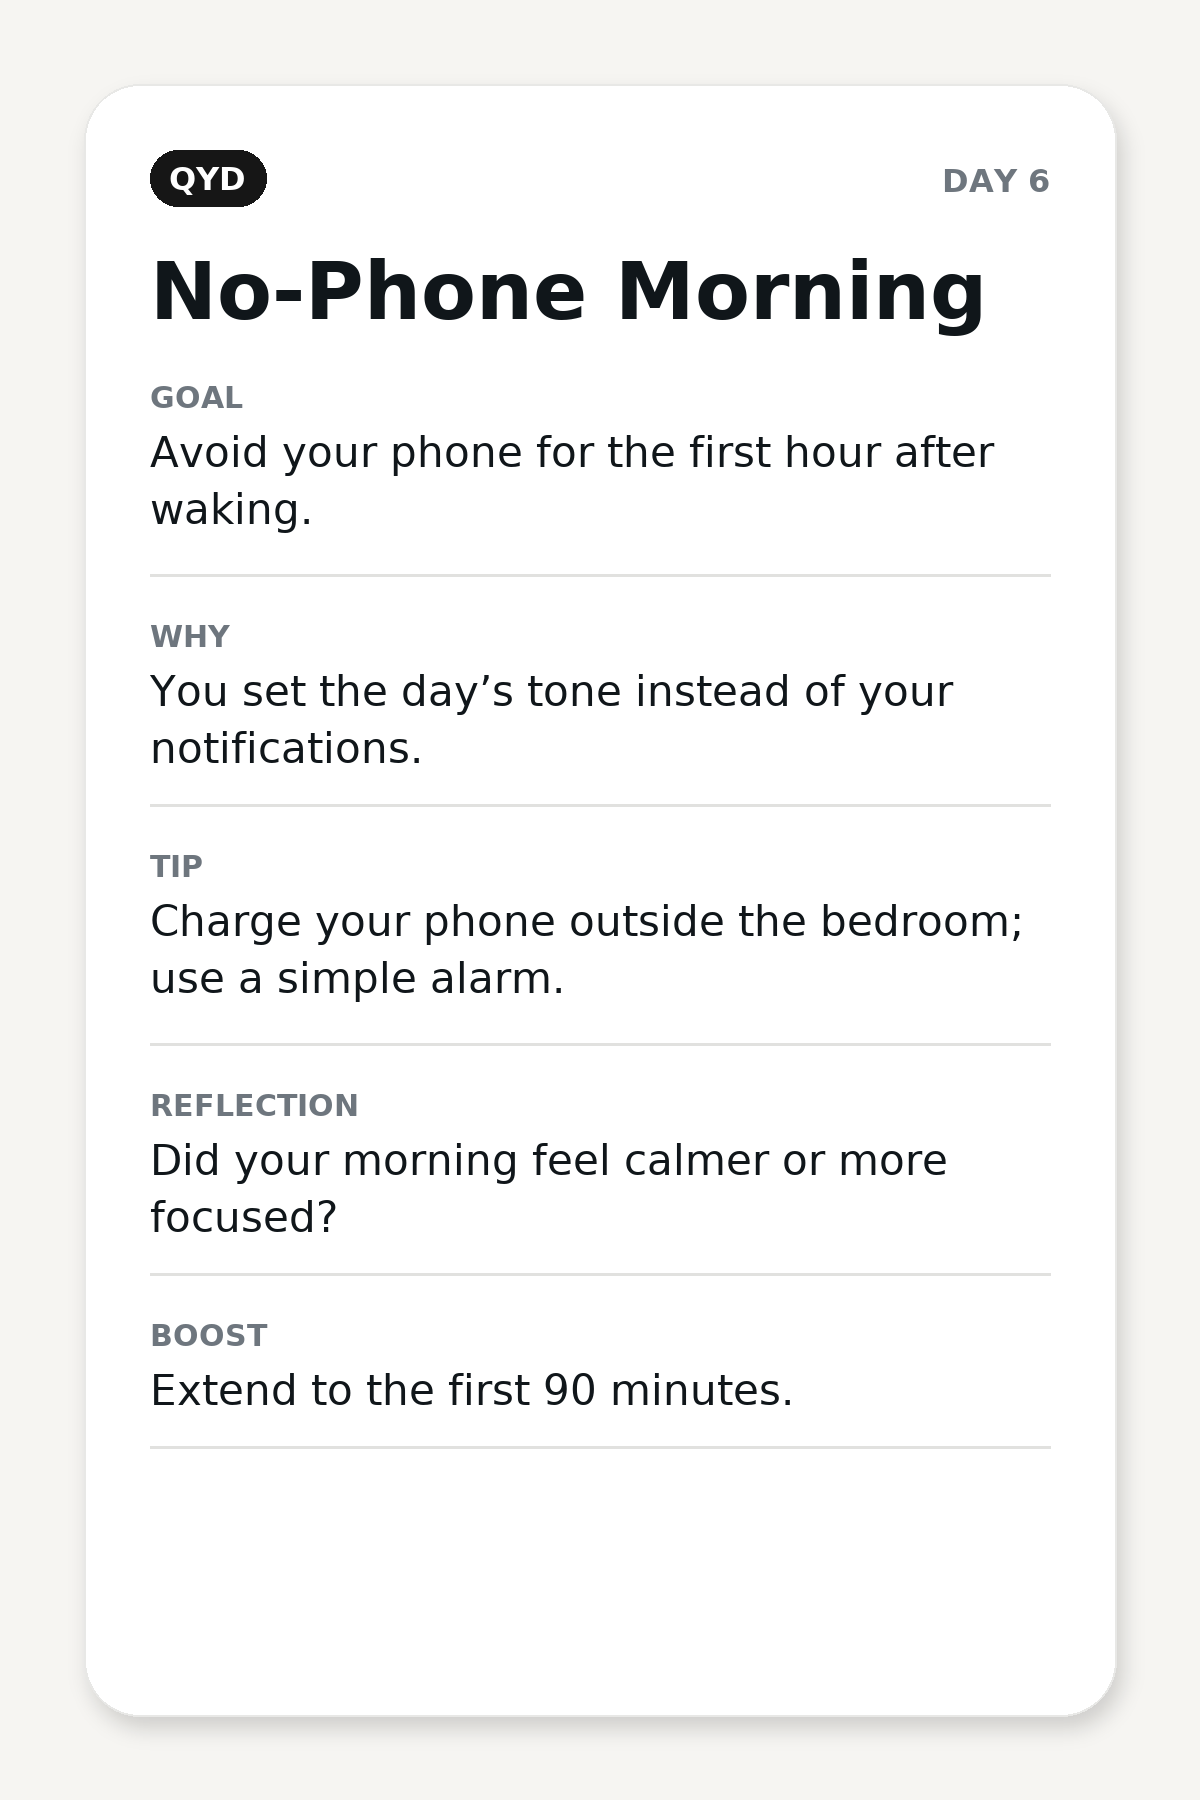 QYD
DAY 6
No-Phone Morning
GOAL
Avoid your phone for the first hour after
waking.
WHY
You set the day’s tone instead of your
notifications.
TIP
Charge your phone outside the bedroom;
use a simple alarm.
REFLECTION
Did your morning feel calmer or more
focused?
BOOST
Extend to the first 90 minutes.